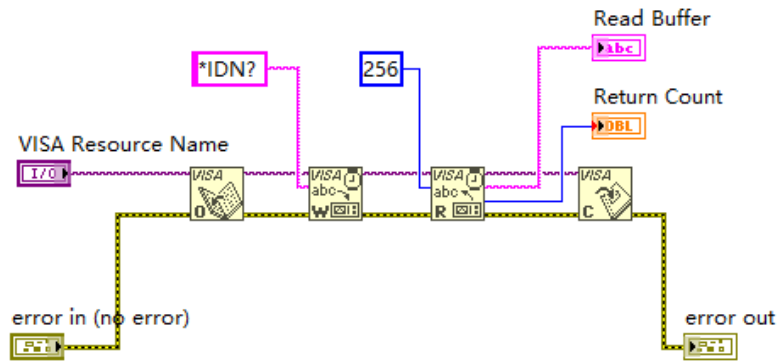 Read Buffer
*IDN?
256
abc
Return Count
DBL
VISA Resource Name
I/O
VISA
O
VISA
abc
W
VISA
abc
R
VISA
C
error in (no error)
error out